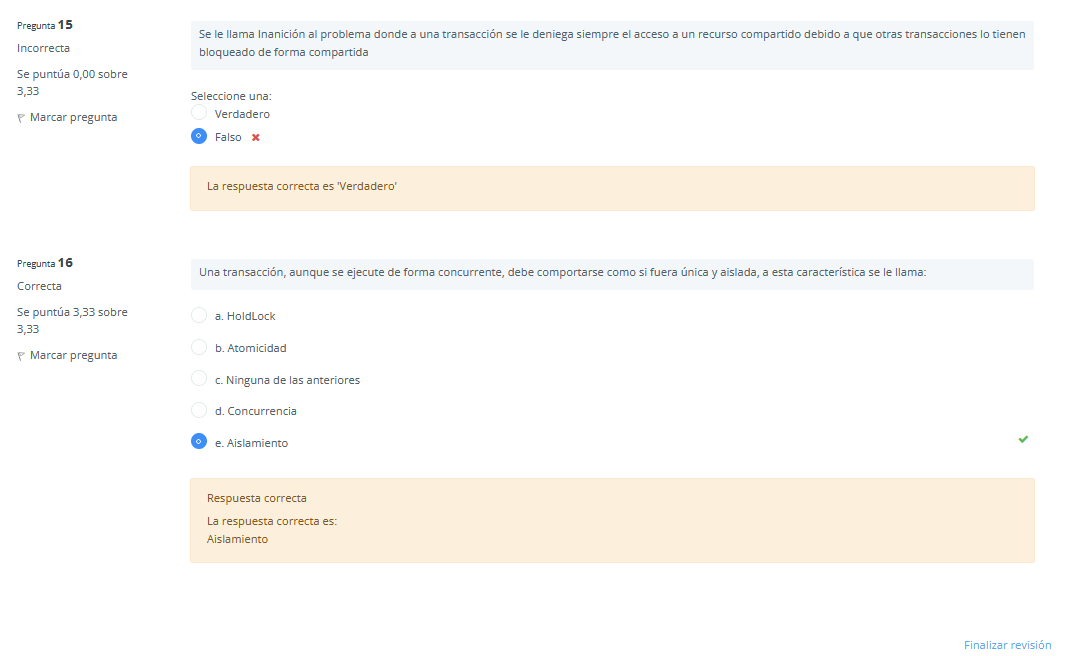 Pregunta 15
Incorrecta
Se puntúa 0,00 sobre
3,33
Marcar pregunta
Se le llama Inanición al problema donde a una transacción se le deniega siempre el acceso a un recurso compartido debido a que otras transacciones lo tienen
bloqueado de forma compartida
Seleccione una:
Verdadero
Falso
La respuesta correcta es 'Verdadero'
Pregunta 16
Correcta
Se puntúa 3,33 sobre
3,33
Marcar pregunta
Una transacción, aunque se ejecute de forma concurrente, debe comportarse como si fuera única y aislada, a esta característica se le llama:
a. HoldLock
b. Atomicidad
c. Ninguna de las anteriores
d. Concurrencia
e. Aislamiento
Respuesta correcta
La respuesta correcta es:
Aislamiento
Finalizar revisión